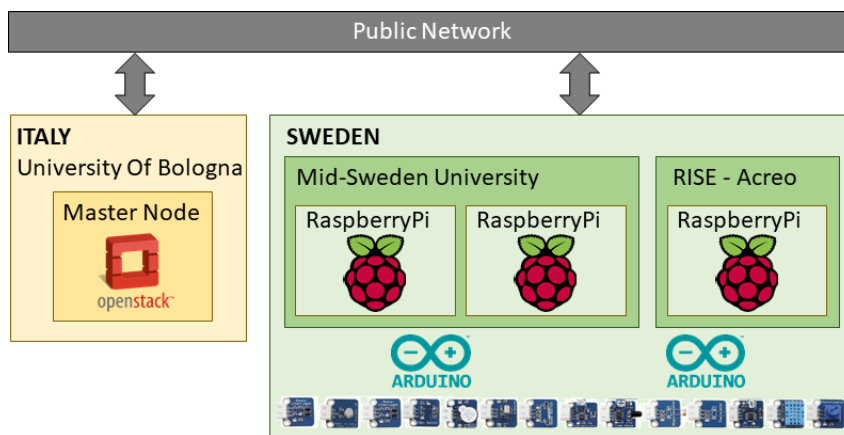 Public Network
ITALY
University Of Bologna
Master Node
openstack™
SWEDEN
Mid-Sweden University
RISE - Acreo
RaspberryPi
RaspberryPi
RaspberryPi
ARDUINO
ARDUINO